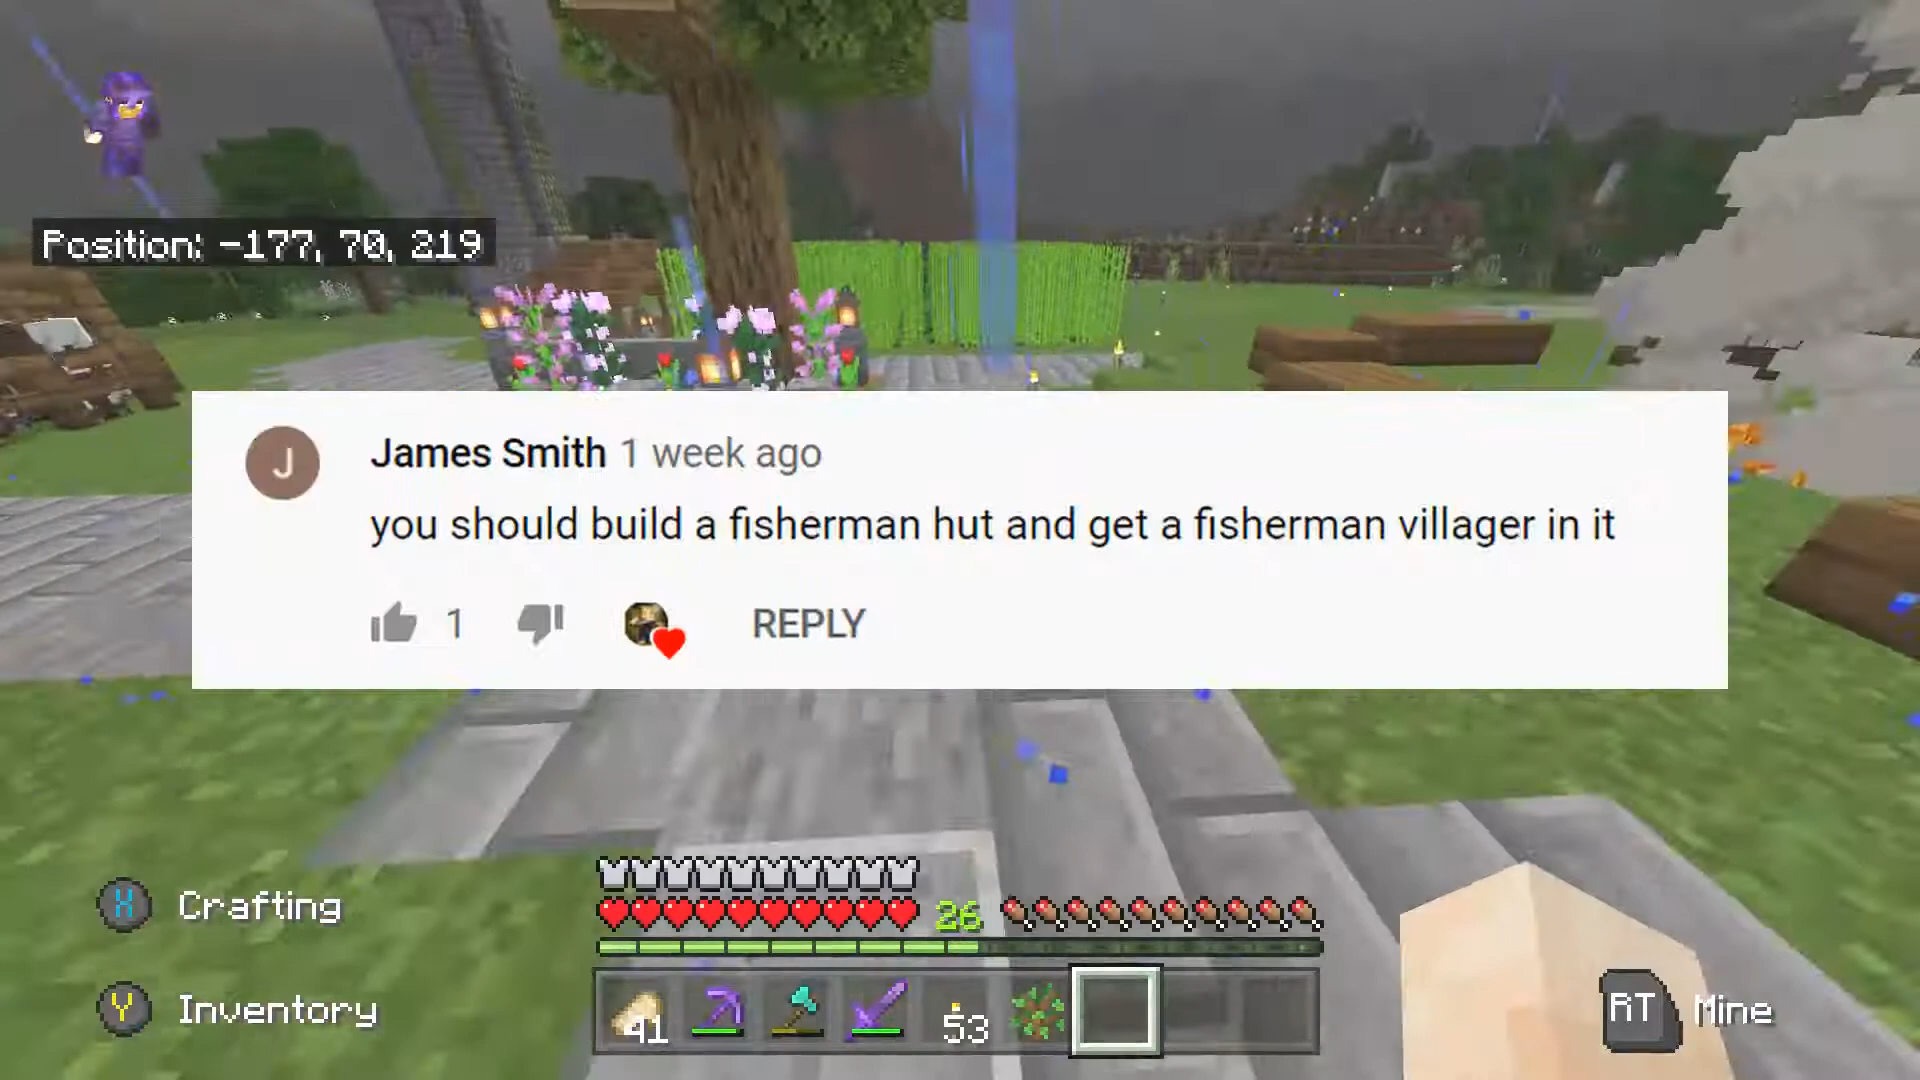 Position: -177, 70, 219
J
James Smith 1 week ago
you should build a fisherman hut and get a fisherman villager in it
1
REPLY
X Crafting
26
Y Inventory
41
53
RT Mine